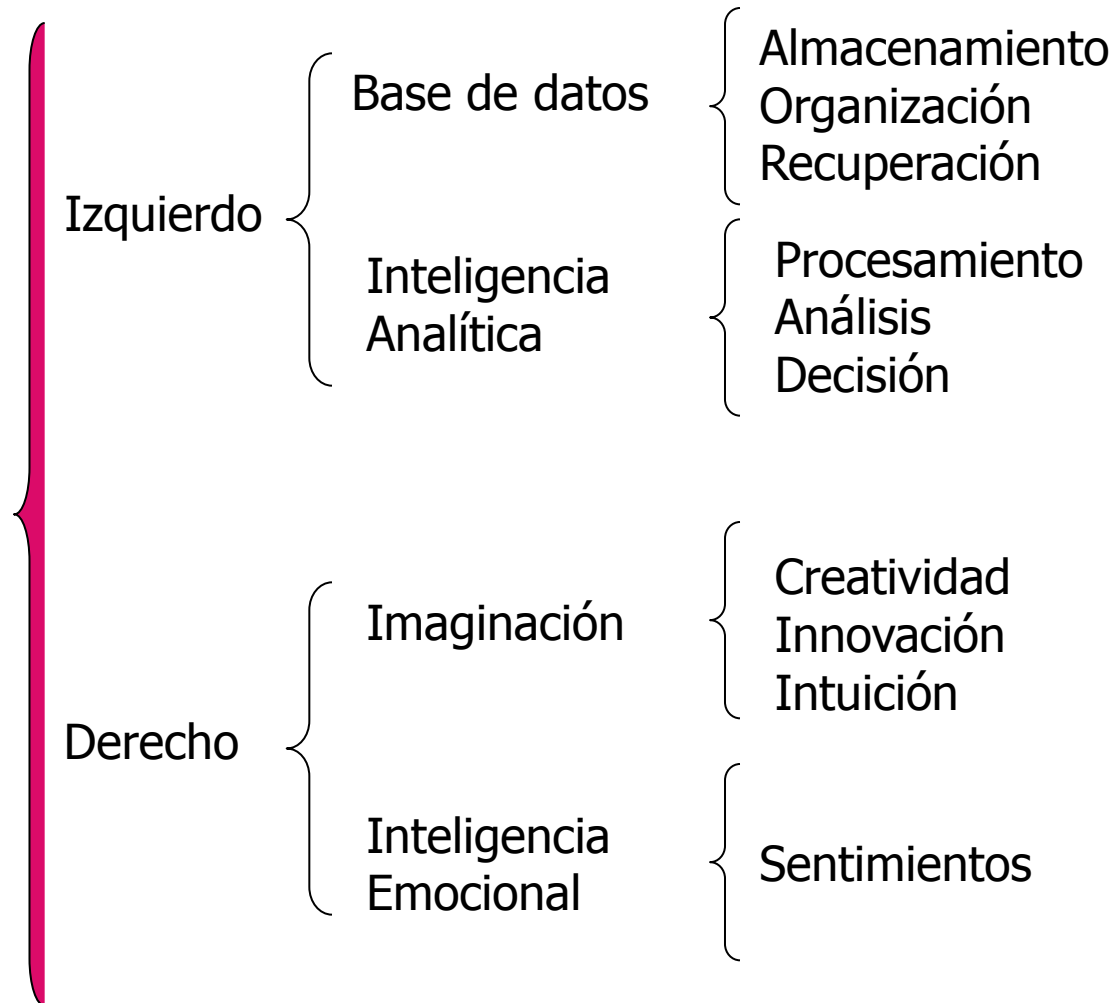 Izquierdo
Base de datos
Almacenamiento
Organización
Recuperación
Inteligencia
Analítica
Procesamiento
Análisis
Decisión
Derecho
Imaginación
Creatividad
Innovación
Intuición
Inteligencia
Emocional
Sentimientos